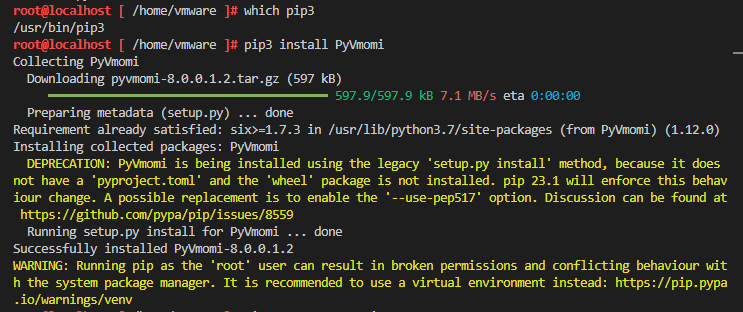 root@localhost [ /home/vmware ]# which pip3
/usr/bin/pip3
root@localhost [ /home/vmware ]# pip3 install PyVmomi
Collecting PyVmomi
Downloading pyvmomi-8.0.0.1.2.tar.gz (597 kB)
597.9/597.9 kB 7.1 MB/s eta 0:00:00
Preparing metadata (setup.py) ... done
Requirement already satisfied: six>=1.7.3 in /usr/lib/python3.7/site-packages (from PyVmomi) (1.12.0)
Installing collected packages: PyVmomi
DEPRECATION: PyVmomi is being installed using the legacy 'setup.py install' method, because it does
not have a 'pyproject.toml' and the 'wheel' package is not installed. pip 23.1 will enforce this behav
iour change. A possible replacement is to enable the '--use-pep517' option. Discussion can be found at
https://github.com/pypa/pip/issues/8559
Running setup.py install for PyVmomi ... done
Successfully installed PyVmomi-8.0.0.1.2
WARNING: Running pip as the 'root' user can result in broken permissions and conflicting behaviour wit
h the system package manager. It is recommended to use a virtual environment instead: https://pip.pypa
.io/warnings/venv